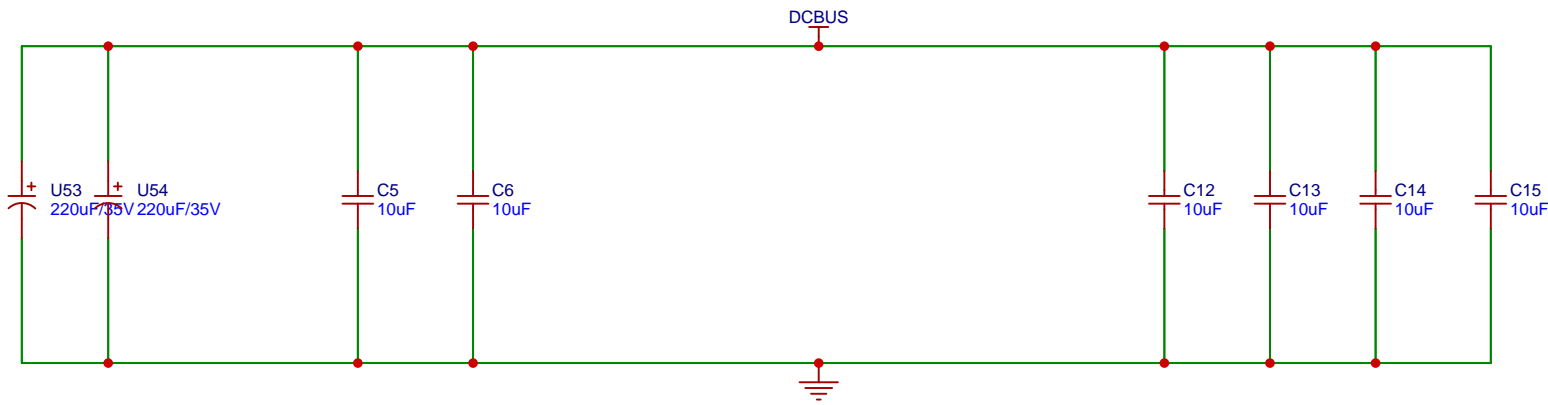 DCBUS
+ U53
220uF/35V
+ U54
220uF/35V
C5
10uF
C6
10uF
C12
10uF
C13
10uF
C14
10uF
C15
10uF